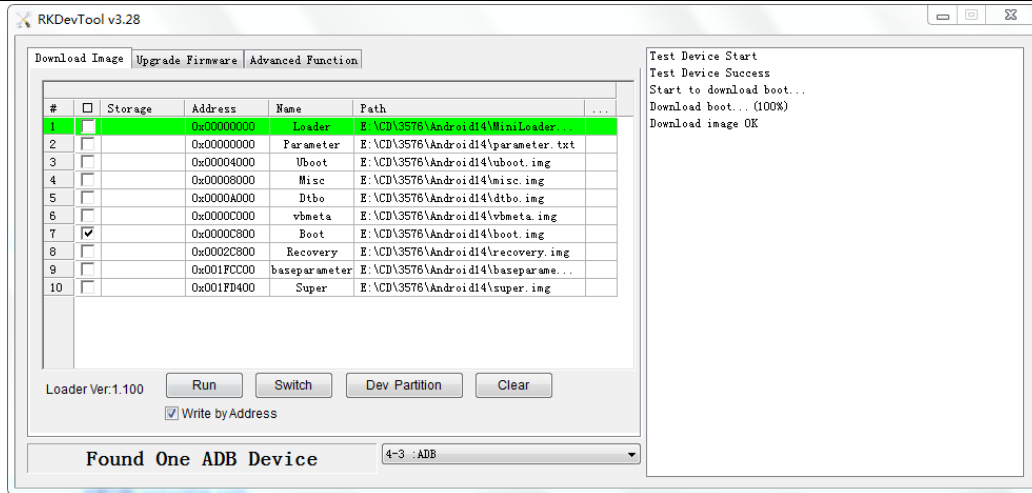 RKDevTool v3.28
Download Image Upgrade Firmware Advanced Function
# Storage Address Name Path ...
1 0x00000000 Loader E:\CD\3576\Android14\MiniLoader...
2 0x00000000 Parameter E:\CD\3576\Android14\parameter.txt
3 0x00004000 Uboot E:\CD\3576\Android14\uboot.img
4 0x00008000 Misc E:\CD\3576\Android14\misc.img
5 0x0000A000 Dtbo E:\CD\3576\Android14\dtbo.img
6 0x0000C000 vbmeta E:\CD\3576\Android14\vbmeta.img
7 0x0000C800 Boot E:\CD\3576\Android14\boot.img
8 0x0002C800 Recovery E:\CD\3576\Android14\recovery.img
9 0x001FCC00 baseparameter E:\CD\3576\Android14\baseparame...
10 0x001FD400 Super E:\CD\3576\Android14\super.img
Loader Ver:1.100 Run Switch Dev Partition Clear
Write by Address
Found One ADB Device 4-3 :ADB
Test Device Start
Test Device Success
Start to download boot...
Download boot... (100%)
Download image OK